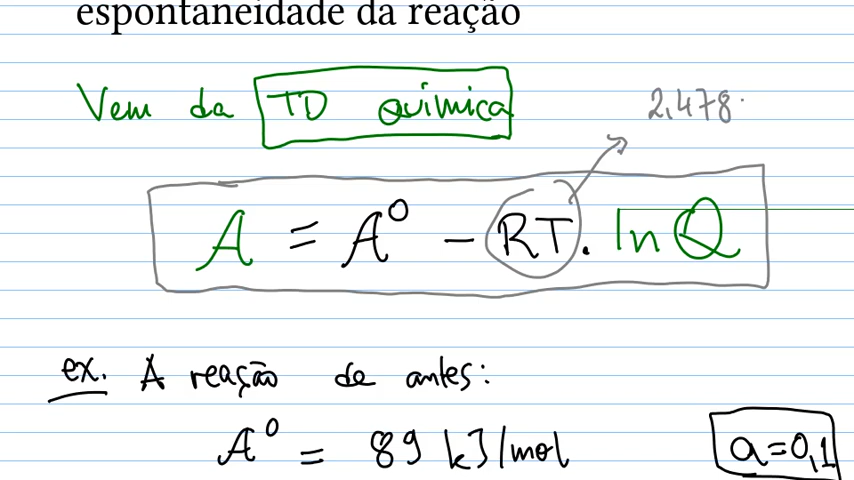 espontaneidade da reação
Vem da TD Química
2,478
A = A⁰ - RT. ln Q
ex. A reação de antes:
A⁰ = 89 kJ/mol
a=0,1